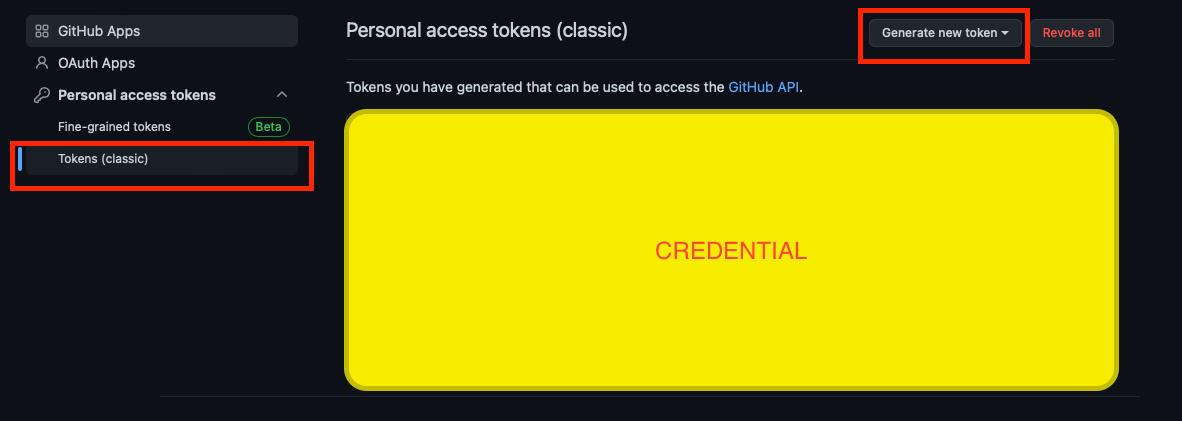 GitHub Apps
OAuth Apps
Personal access tokens
Fine-grained tokens Beta
Tokens (classic)
Personal access tokens (classic)
Generate new token
Revoke all
Tokens you have generated that can be used to access the GitHub API.
CREDENTIAL